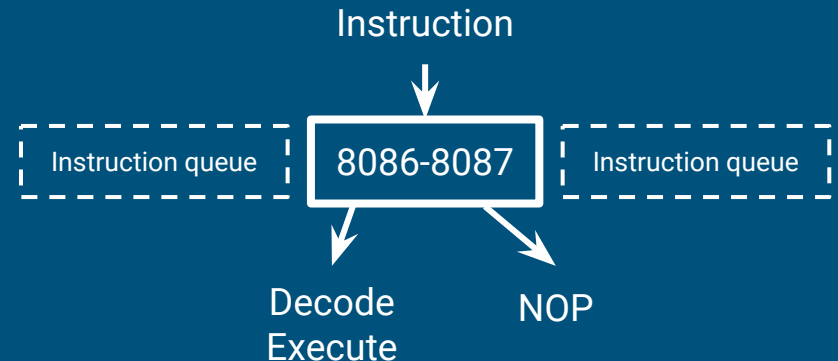 Instruction
Instruction queue
8086-8087
Instruction queue
Decode
Execute
NOP